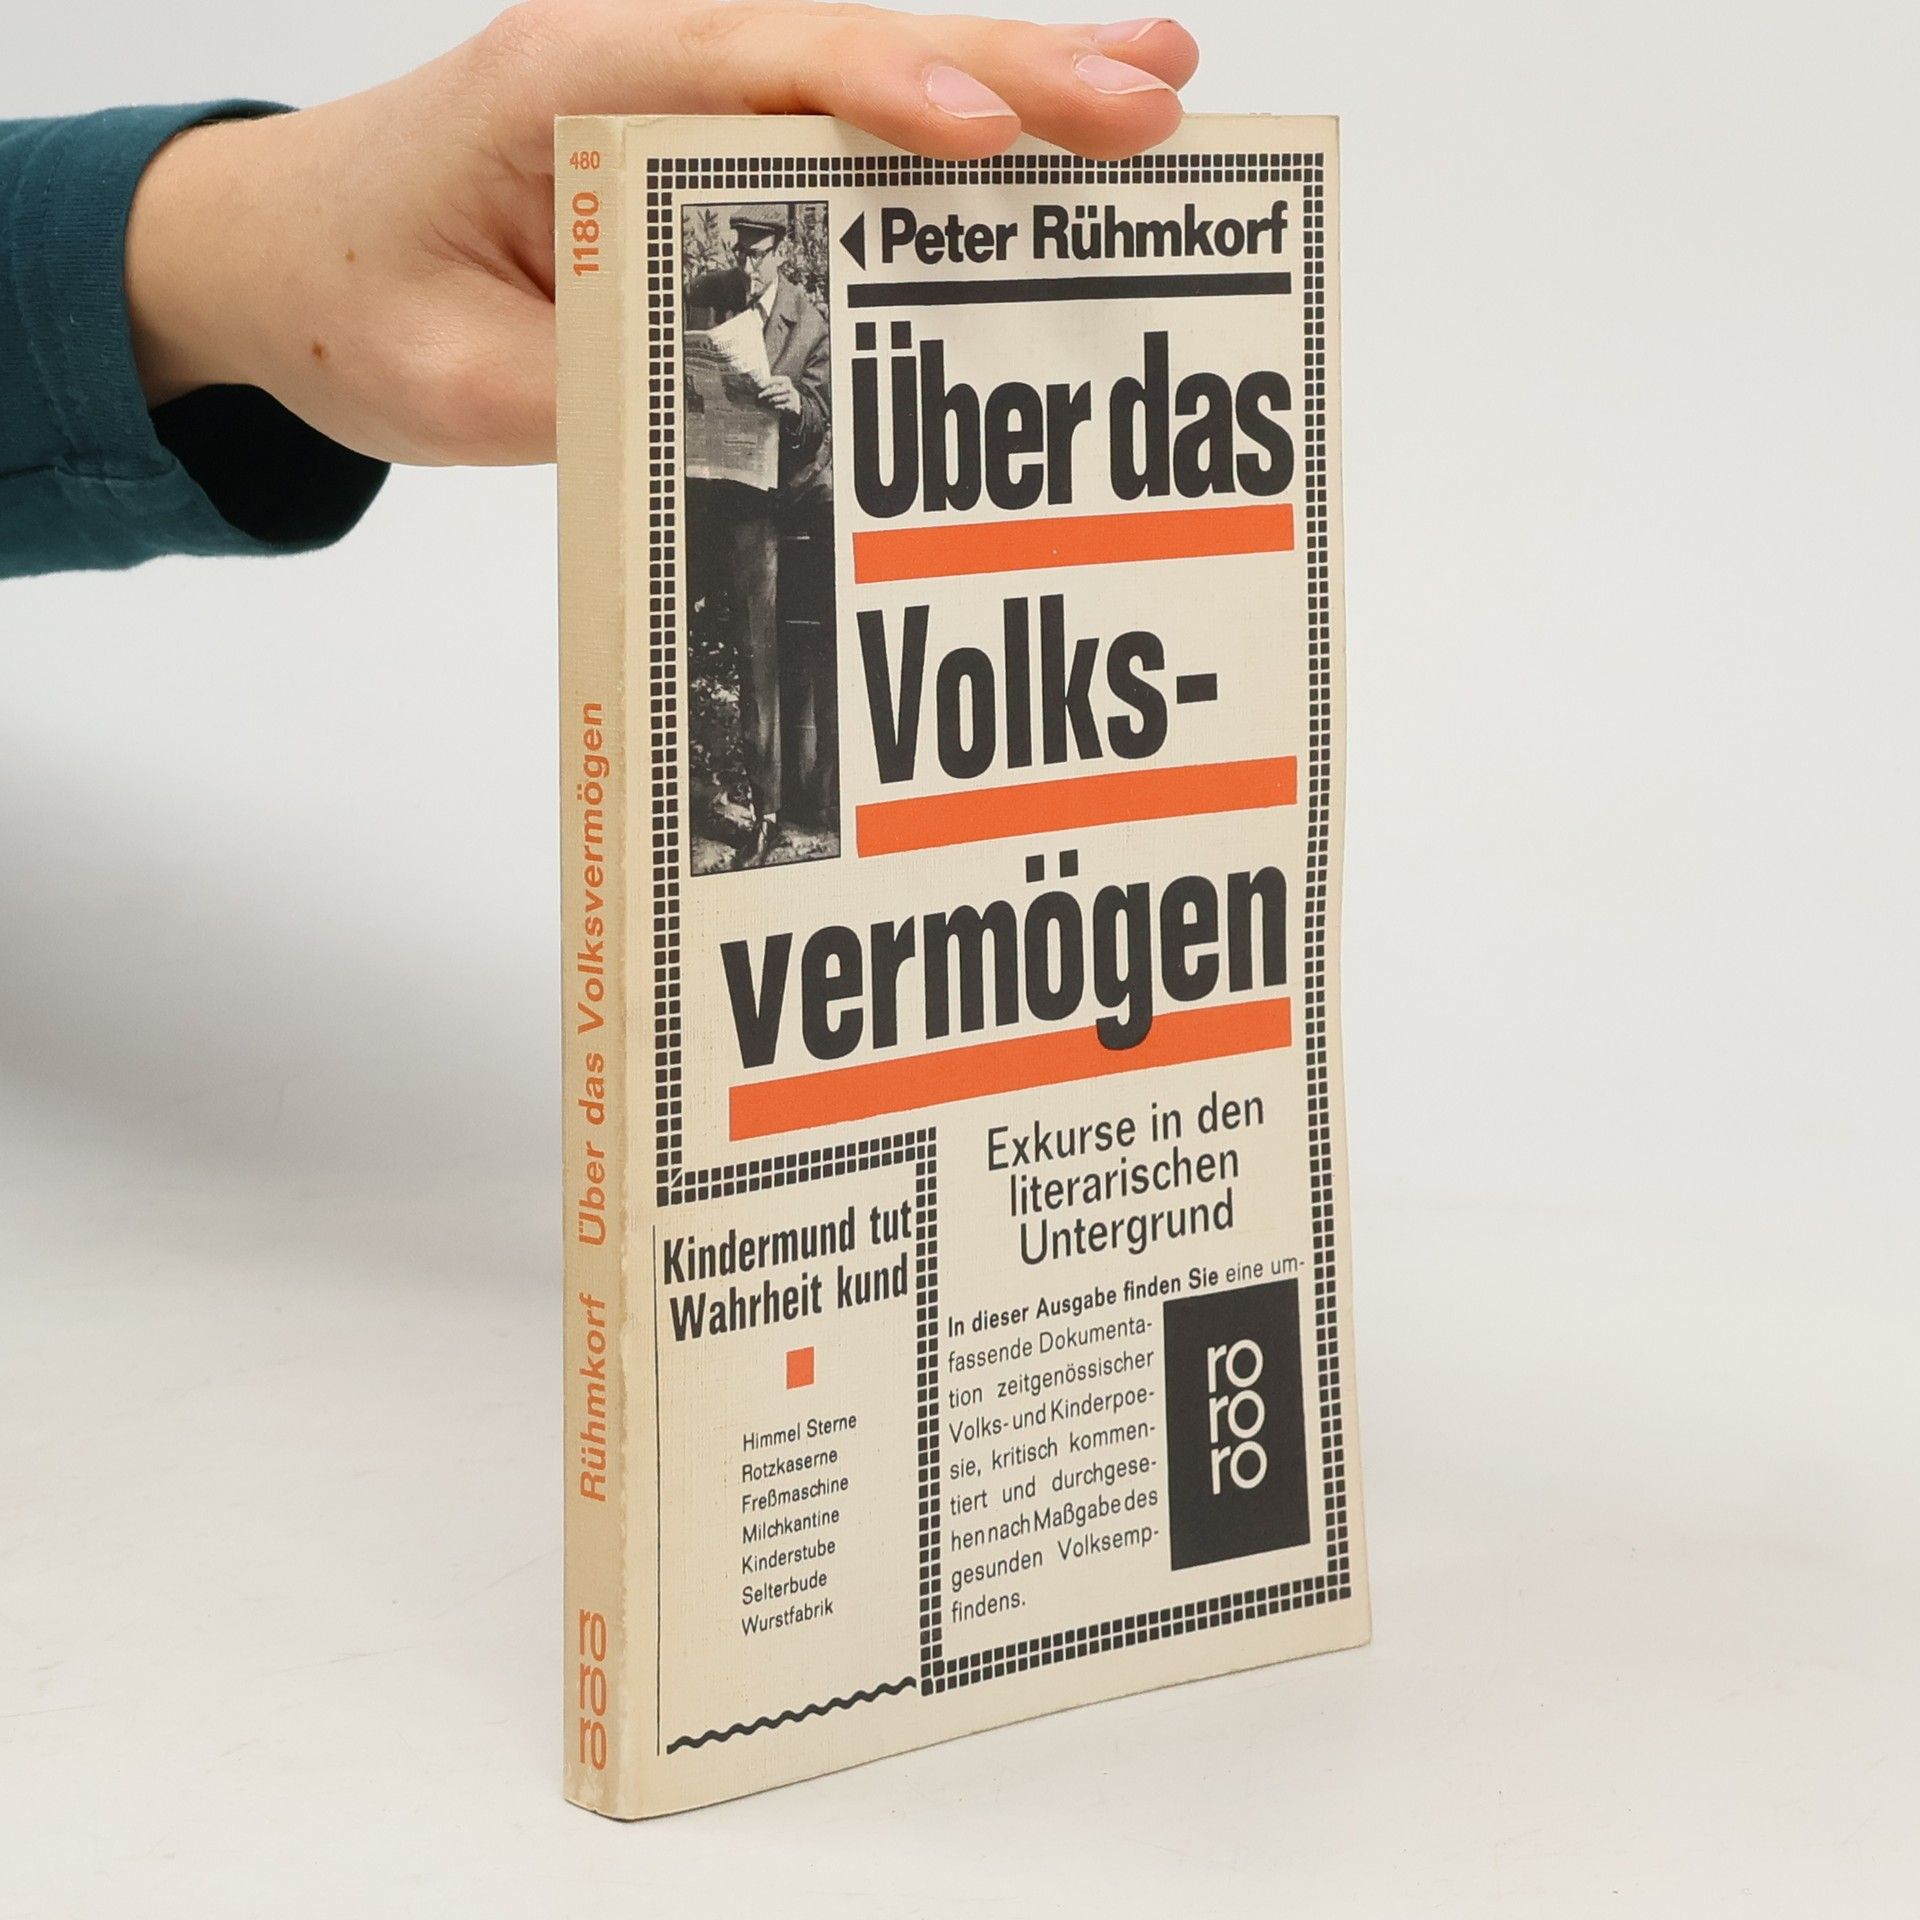 480
1180
Rühmkorf Über das Volksvermögen
ro
ro
ro
Peter Rühmkorf
Über das
Volks-
vermögen
Exkurse in den
literarischen
Untergrund
Kindermund tut
Wahrheit kund
Himmel Sterne
Rotzkaserne
Freßmaschine
Milchkantine
Kinderstube
Selterbude
Wurstfabrik
In dieser Ausgabe finden Sie eine um-
fassende Dokumenta-
tion zeitgenössischer
Volks- und Kinderpoe-
sie, kritisch kommen-
tiert und durchgese-
hen nach Maßgabe des
gesunden Volksemp-
findens.
ro
ro
ro